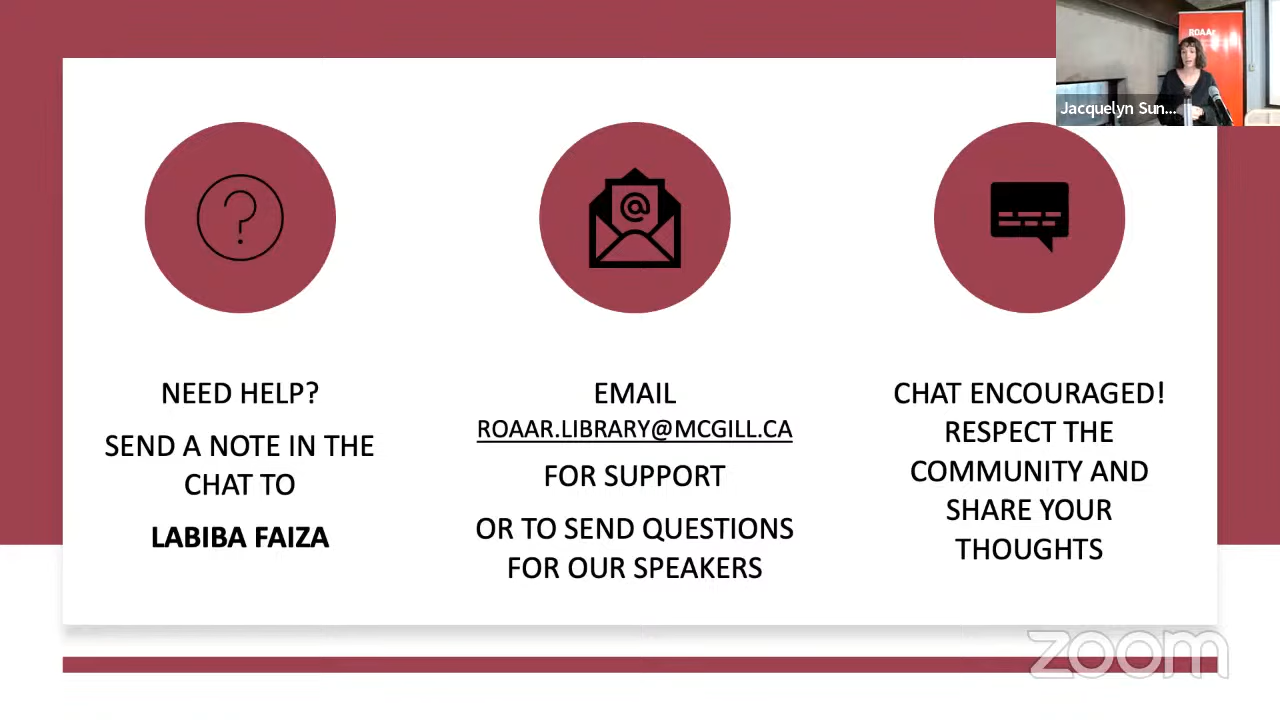 ROAAr
Jacquelyn Sun...
NEED HELP?
SEND A NOTE IN THE
CHAT TO
LABIBA FAIZA
@
EMAIL
ROAAR.LIBRARY@MCGILL.CA
FOR SUPPORT
OR TO SEND QUESTIONS
FOR OUR SPEAKERS
CHAT ENCOURAGED!
RESPECT THE
COMMUNITY AND
SHARE YOUR
THOUGHTS
zoom